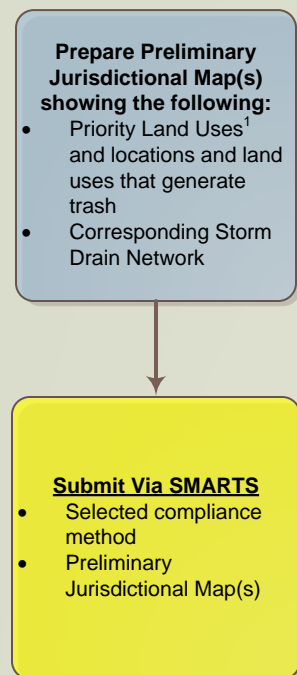 Prepare Preliminary
Jurisdictional Map(s)
showing the following:
• Priority Land Uses¹
and locations and land
uses that generate
trash
• Corresponding Storm
Drain Network
Submit Via SMARTS
• Selected compliance
method
• Preliminary
Jurisdictional Map(s)